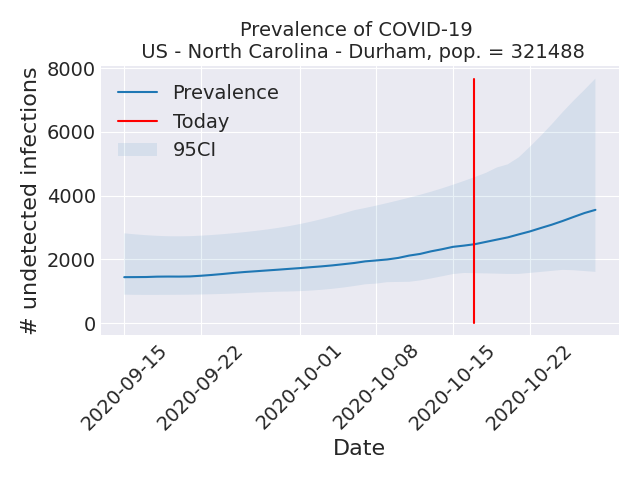 Prevalence of COVID-19
US - North Carolina - Durham, pop. = 321488
# undetected infections
8000
6000
4000
2000
0
Prevalence
Today
95CI
2020-09-15
2020-09-22
2020-10-01
2020-10-08
2020-10-15
2020-10-22
Date